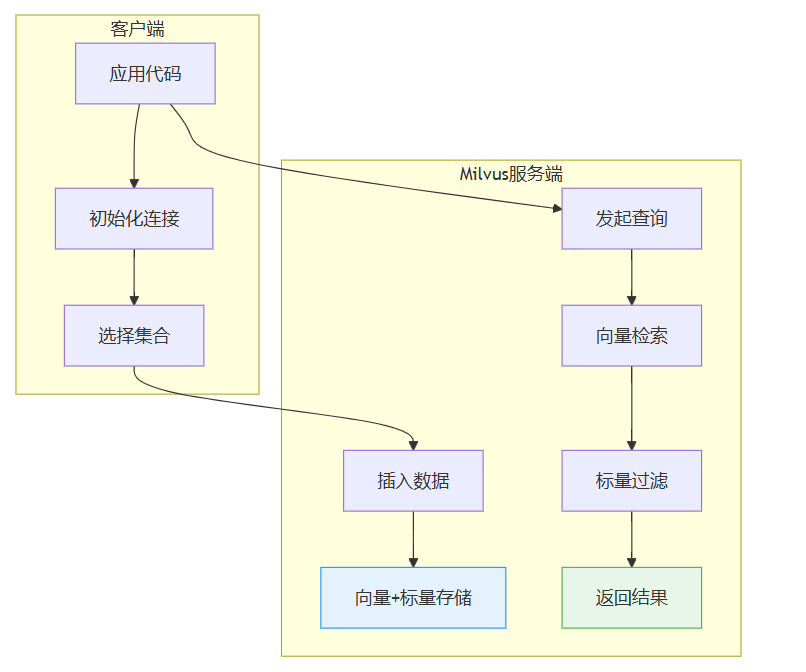 客户端
应用代码
初始化连接
选择集合
Milvus服务端
发起查询
向量检索
插入数据
标量过滤
向量+标量存储
返回结果